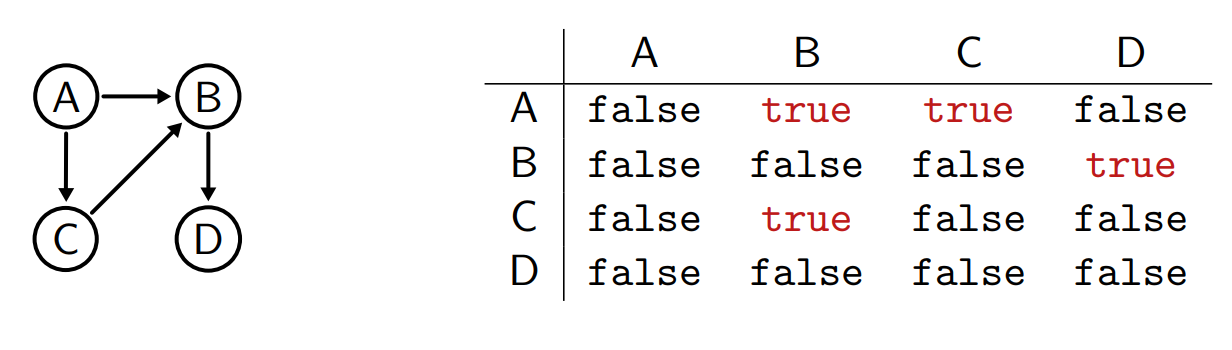 A B
C D
A B C D
A false true true false
B false false false true
C false true false false
D false false false false